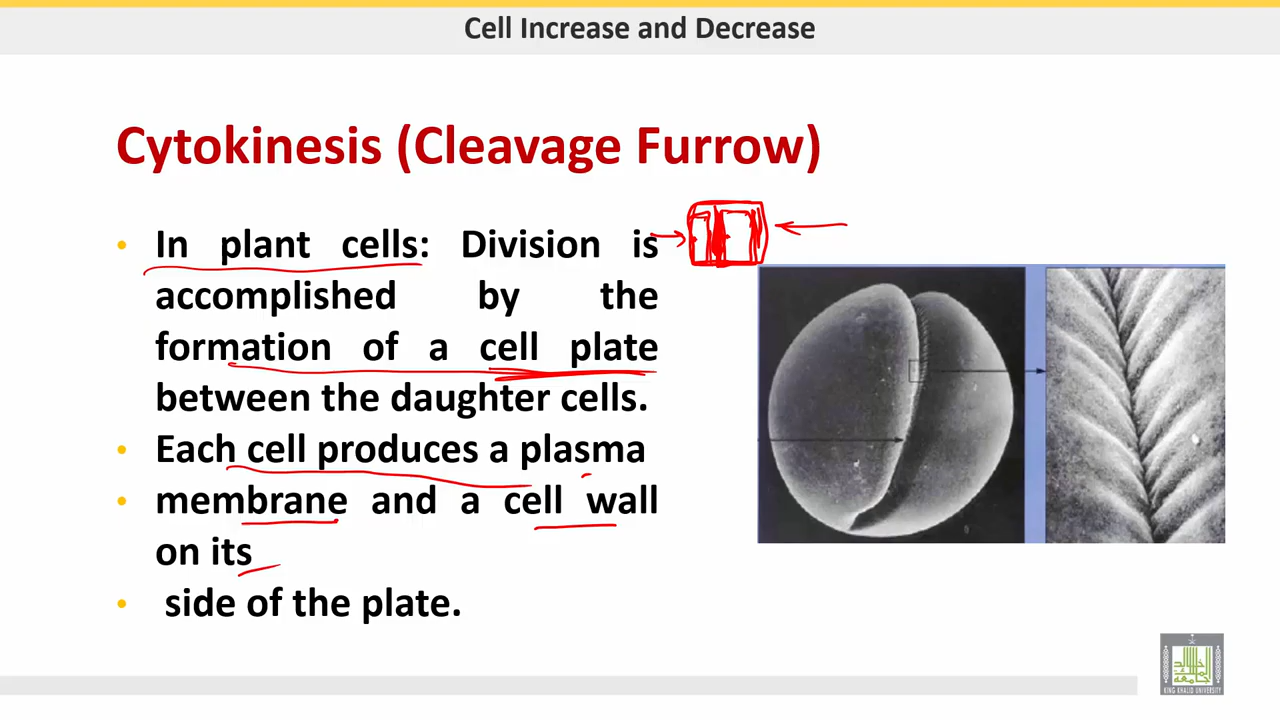 Cell Increase and Decrease
Cytokinesis (Cleavage Furrow)
• In plant cells: Division is
accomplished by the
formation of a cell plate
between the daughter cells.
• Each cell produces a plasma
• membrane and a cell wall
on its
• side of the plate.
KING KHALID UNIVERSITY